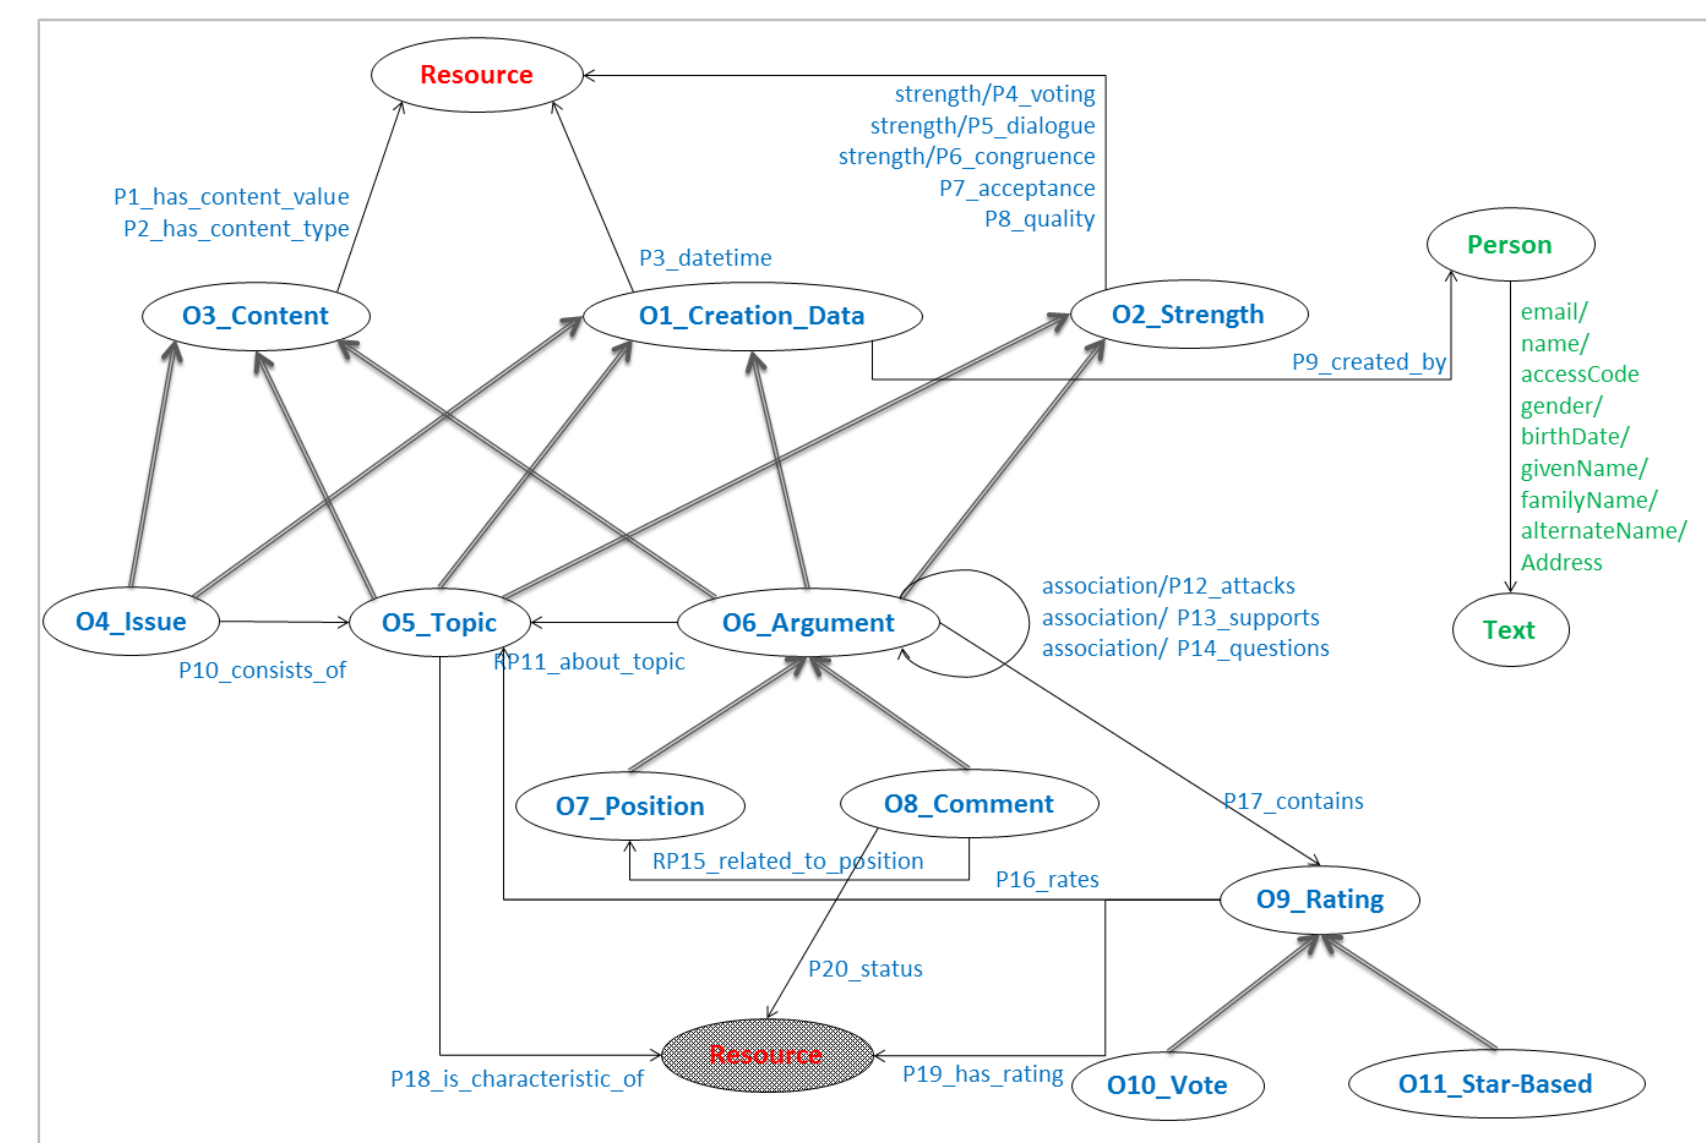 Resource
strength/P4_voting
strength/P5_dialogue
strength/P6_congruence
P7_acceptance
P8_quality
P1_has_content_value
P2_has_content_type
P3_datetime
Person
O3_Content
O1_Creation_Data
O2_Strength
email/
name/
accessCode
gender/
birthDate/
givenName/
familyName/
alternateName/
Address
P9_created_by
O4_Issue
O5_Topic
O6_Argument
association/P12_attacks
association/ P13_supports
association/ P14_questions
Text
P10_consists_of
RP11_about_topic
O7_Position
O8_Comment
P17_contains
RP15_related_to_position
P16_rates
O9_Rating
P20_status
Resource
P18_is_characteristic_of
P19_has_rating
O10_Vote
O11_Star-Based